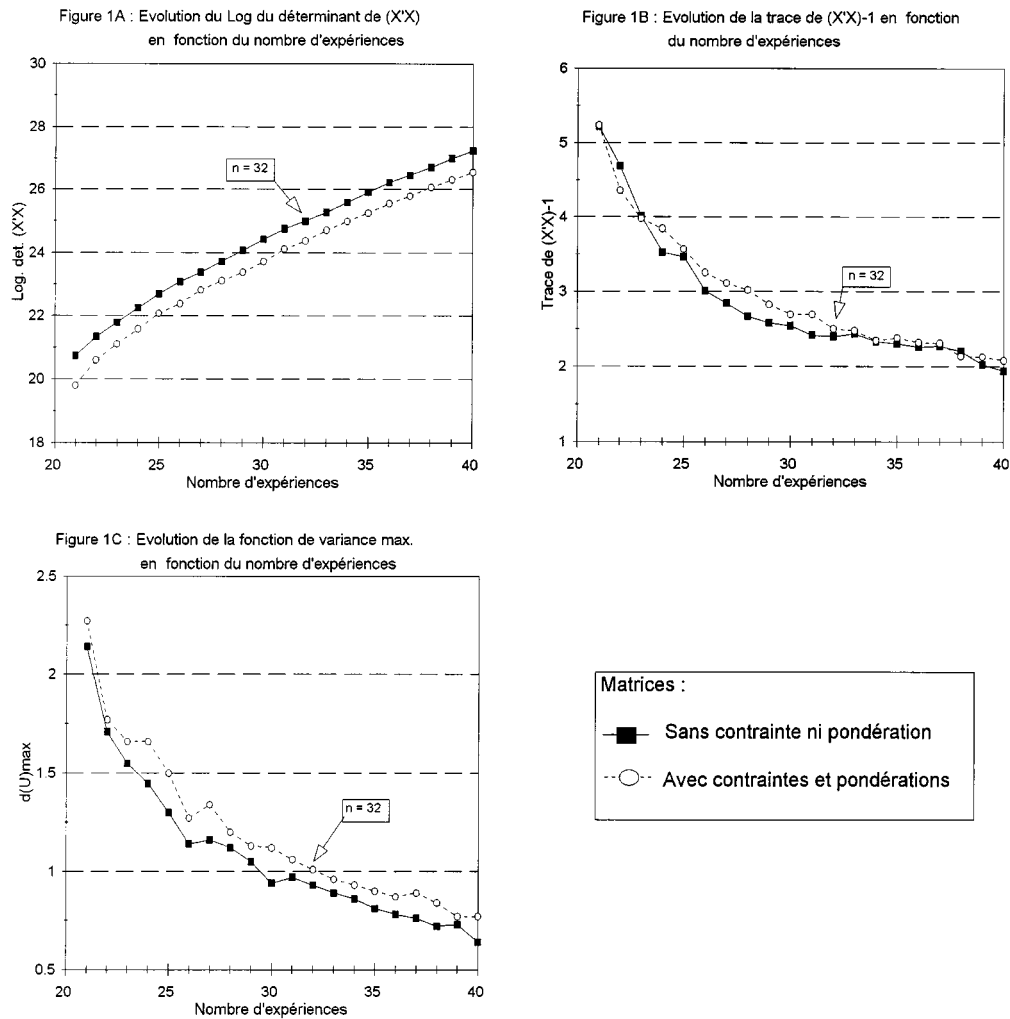 Figure 1A : Evolution du Log du déterminant de (X'X)
en fonction du nombre d'expériences
30
28
26
24
22
20
18
Log. det. (X'X)
n = 32
20 25 30 35 40
Nombre d'expériences
Figure 1B : Evolution de la trace de (X'X)-1 en fonction
du nombre d'expériences
6
5
4
3
2
1
Trace de (X'X)-1
n = 32
20 25 30 35 40
Nombre d'expériences
Figure 1C : Evolution de la fonction de variance max.
en fonction du nombre d'expériences
2.5
2
1.5
1
0.5
d(U)max
n = 32
20 25 30 35 40
Nombre d'expériences
Matrices :
Sans contrainte ni pondération
Avec contraintes et pondérations